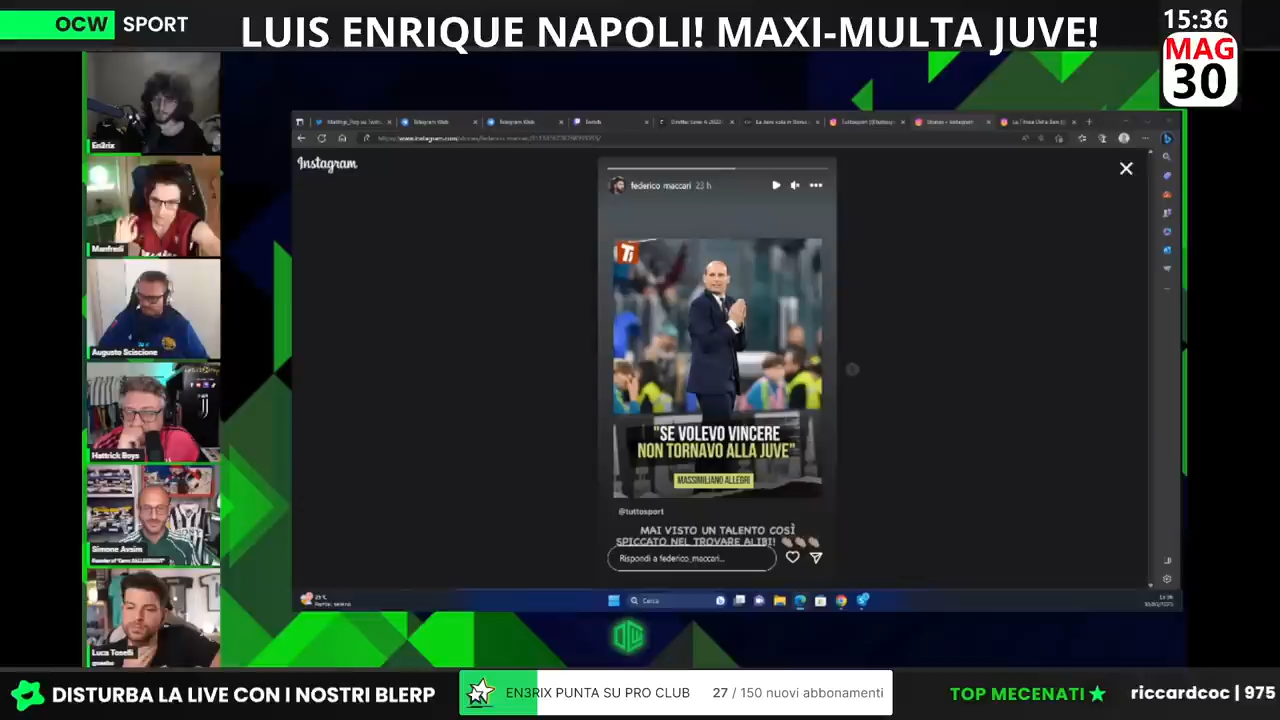 OCW SPORT
LUIS ENRIQUE NAPOLI! MAXI-MULTA JUVE!
15:36
MAG
30
En3rix
Manfredi
Augusto Sciscione
Hattrick Boys
Simone Avsim
Luca Toselli
Instagram
federico maccari 23 h
"SE VOLEVO VINCERE
NON TORNAVO ALLA JUVE"
MASSIMILIANO ALLEGRI
@tuttosport
MAI VISTO UN TALENTO COSÌ
SPICCATO NEL TROVARE ALIBI!
Rispondi a federico_maccari...
Cerca
DISTURBA LA LIVE CON I NOSTRI BLERP
EN3RIX PUNTA SU PRO CLUB 27 / 150 nuovi abbonamenti
TOP MECENATI
riccardcoc | 975